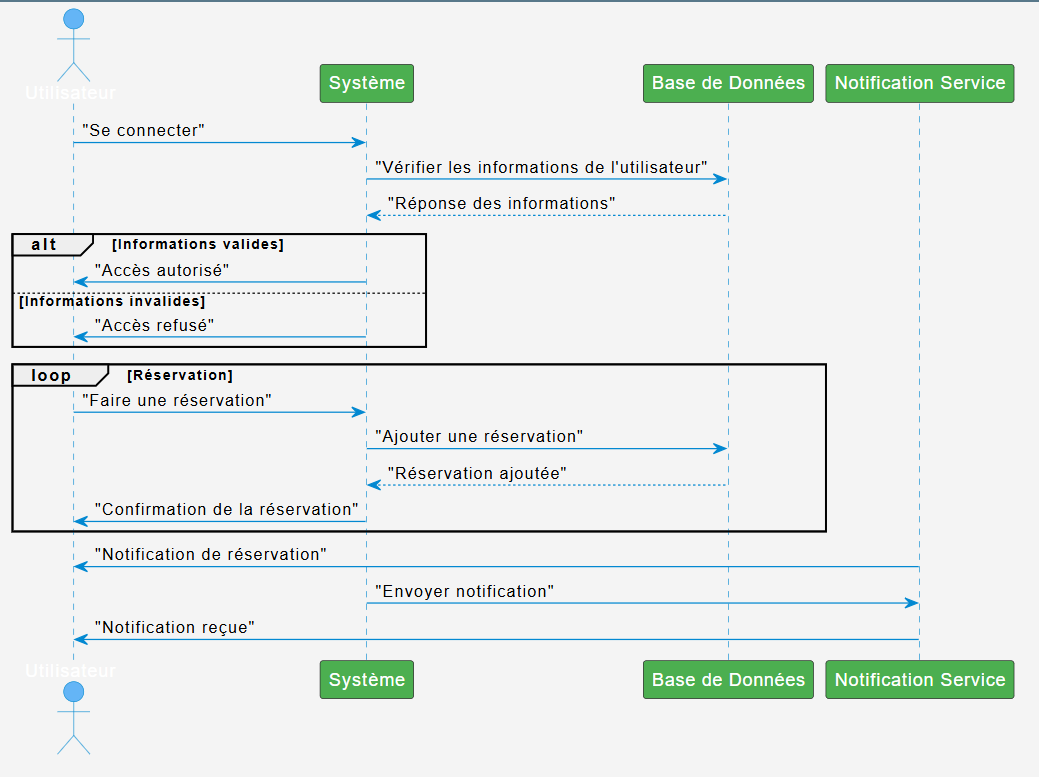 Utilisateur
Système
Base de Données
Notification Service
"Se connecter"
"Vérifier les informations de l'utilisateur"
"Réponse des informations"
alt [Informations valides]
"Accès autorisé"
[Informations invalides]
"Accès refusé"
loop [Réservation]
"Faire une réservation"
"Ajouter une réservation"
"Réservation ajoutée"
"Confirmation de la réservation"
"Notification de réservation"
"Envoyer notification"
"Notification reçue"
Utilisateur
Système
Base de Données
Notification Service